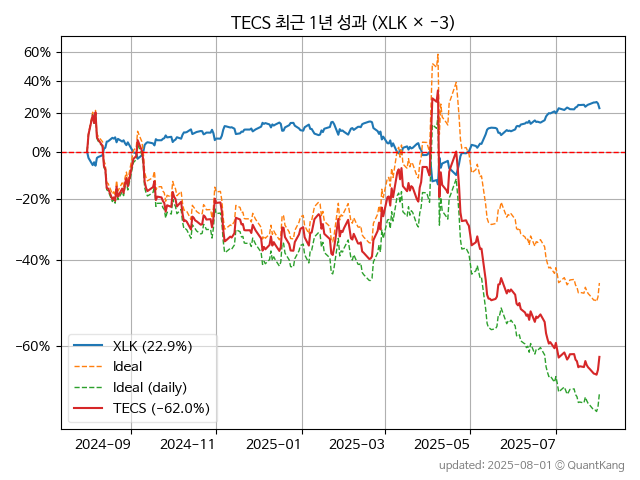 TECS 최근 1년 성과 (XLK × −3)
60%
40%
20%
0%
−20%
−40%
−60%
XLK (22.9%)
Ideal
Ideal (daily)
TECS (−62.0%)
2024−09
2024−11
2025−01
2025−03
2025−05
2025−07
updated: 2025-08-01 © QuantKang